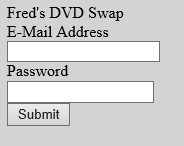 Fred's DVD Swap
E-Mail Address
Password
Submit